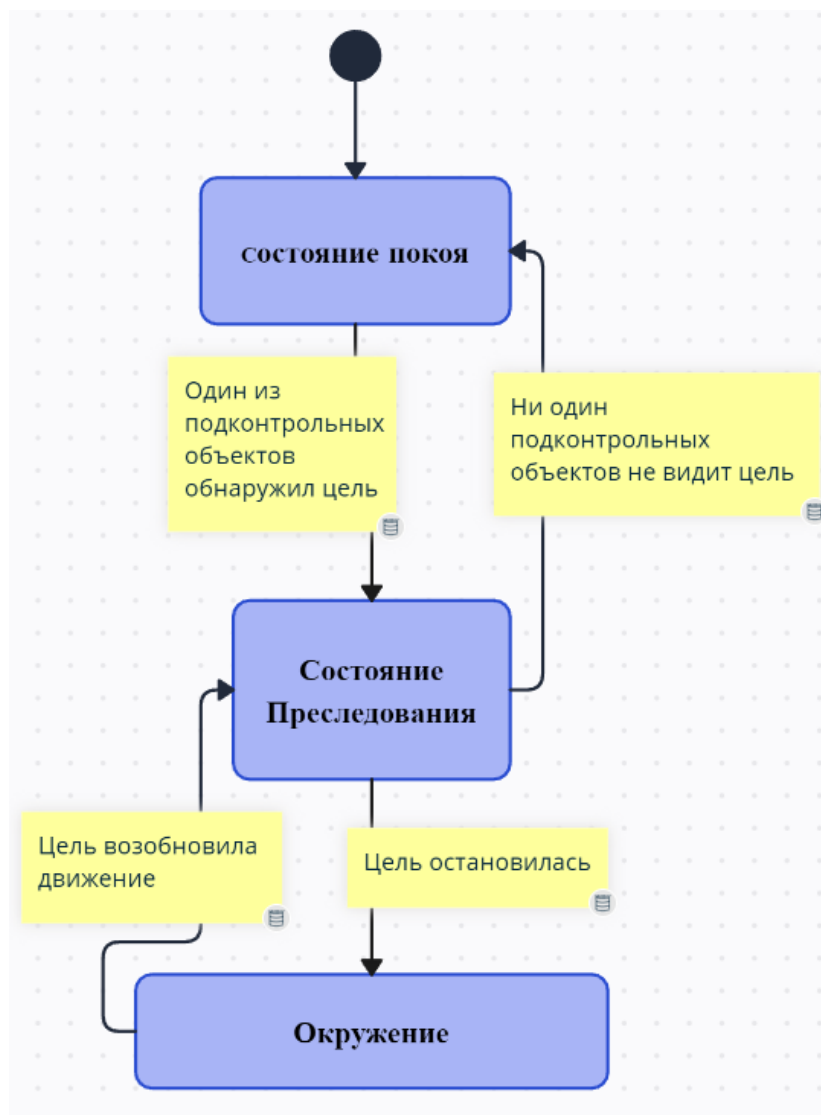 состояние покоя
Один из
подконтрольных
объектов
обнаружил цель
Ни один
подконтрольных
объектов не видит цель
Состояние
Преследования
Цель возобновила
движение
Цель остановилась
Окружение